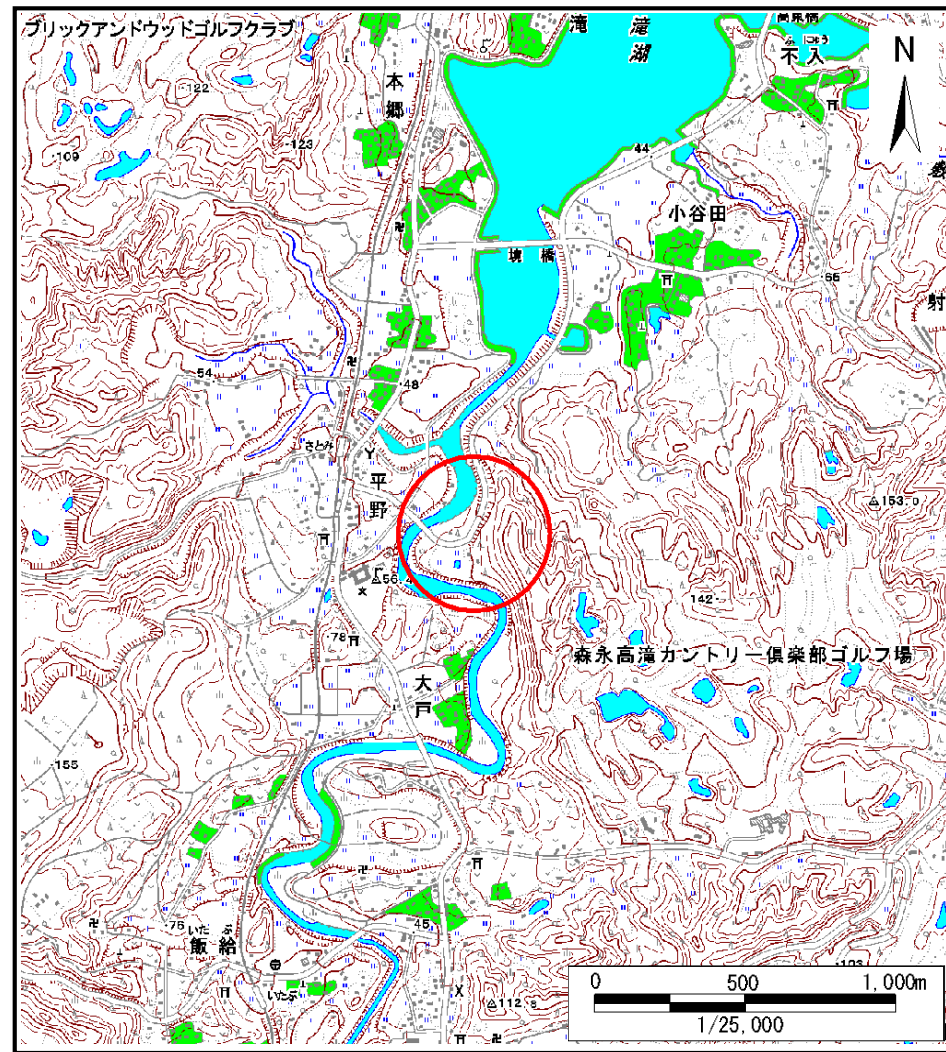 ブリックアンドウッドゴルフクラブ
滝
滝湖
不入
N
122
本郷
123
109
44
小谷田
境橋
65
射
54
48
さとみ
平野
153.0
56.4
142
78
森永高滝カントリー倶楽部ゴルフ場
大戸
155
76
いたぶ
飯給
45
いたぶ
112.8
103
0 500 1,000m
1/25,000